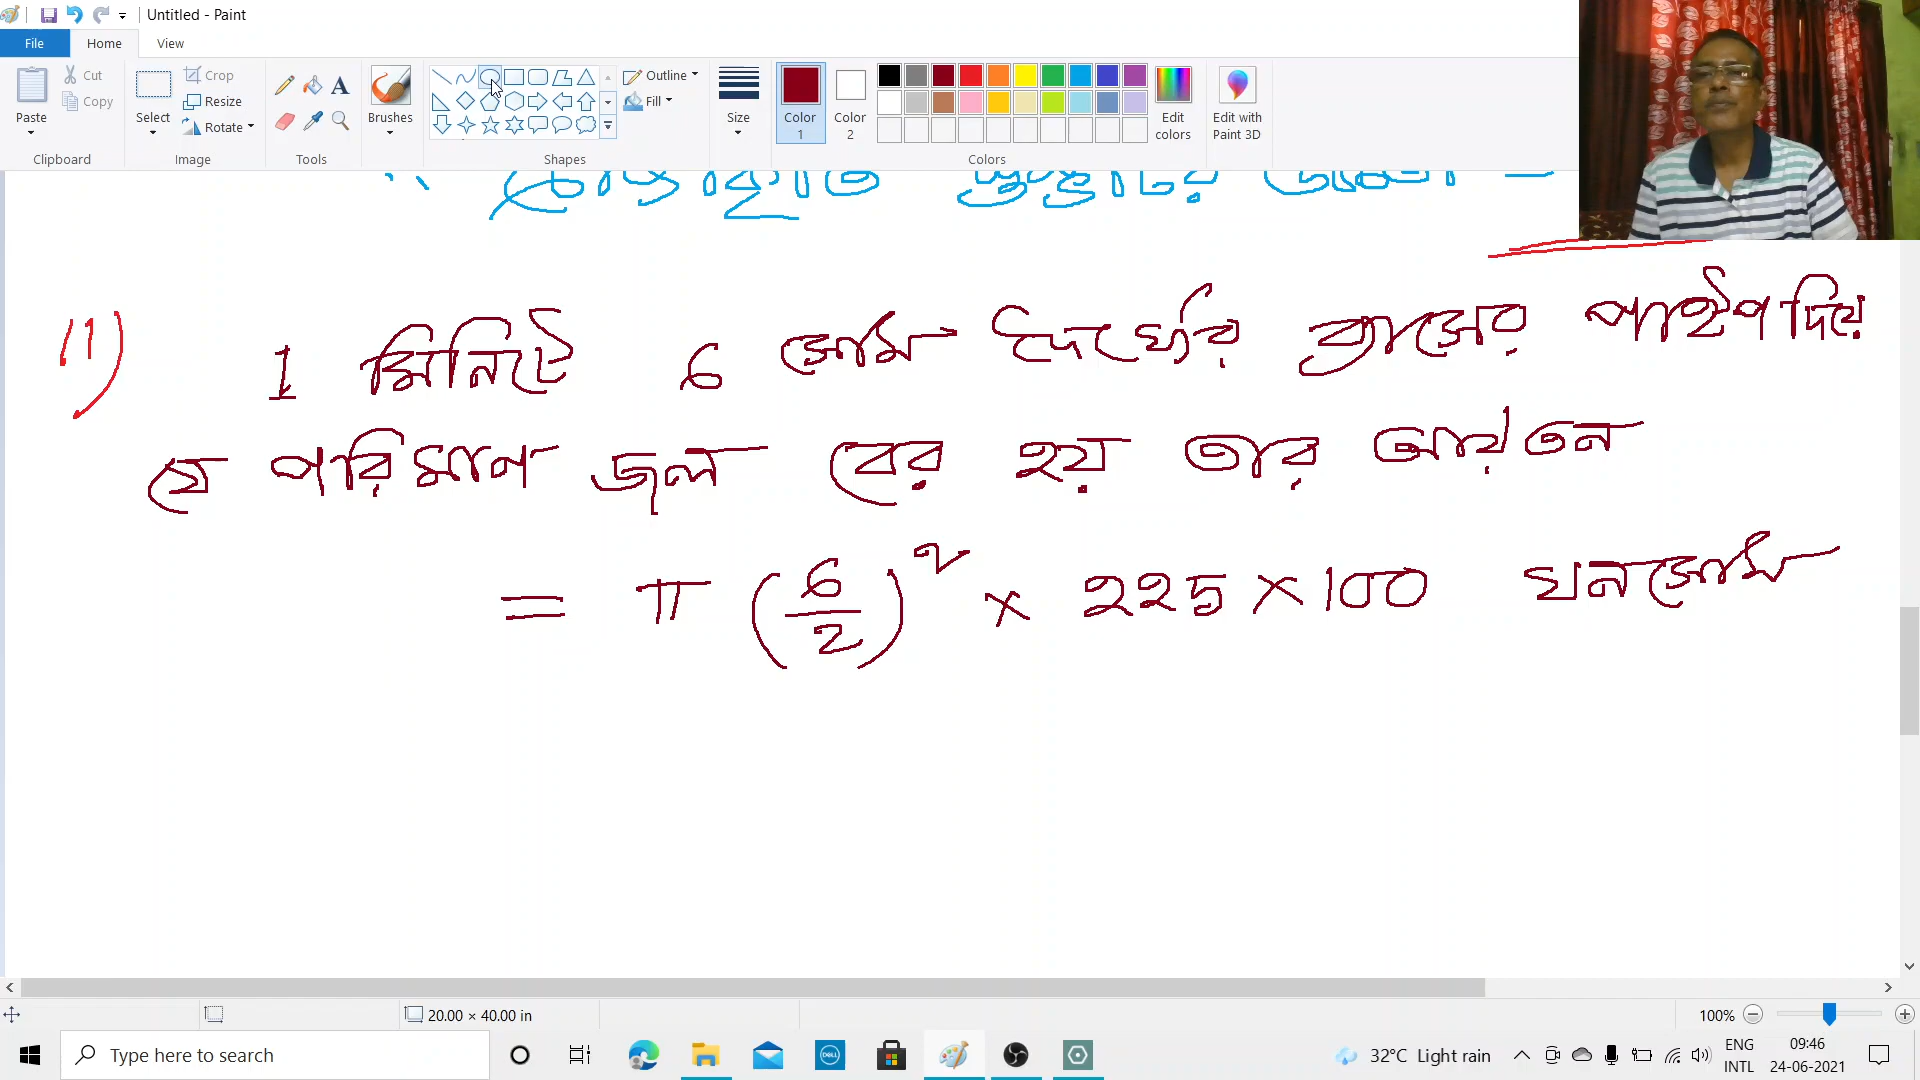 Untitled - Paint
File Home View
Paste Cut Copy Clipboard
Select Crop Resize Rotate Image
Tools
Brushes
Shapes
Outline Fill
Size
Color 1 Color 2 Colors
Edit colors
Edit with Paint 3D
11) 1 মিনিটে 6 সেমি দৈর্ঘ্যের ব্যাসের পাইপ দিয়ে
যে পরিমাণ জল বের হয় তার আয়তন
= π (6/2)² × 225 × 100 ঘনসেমি
20.00 × 40.00 in
100%
Type here to search
DELL
32°C Light rain
ENG INTL
09:46
24-06-2021